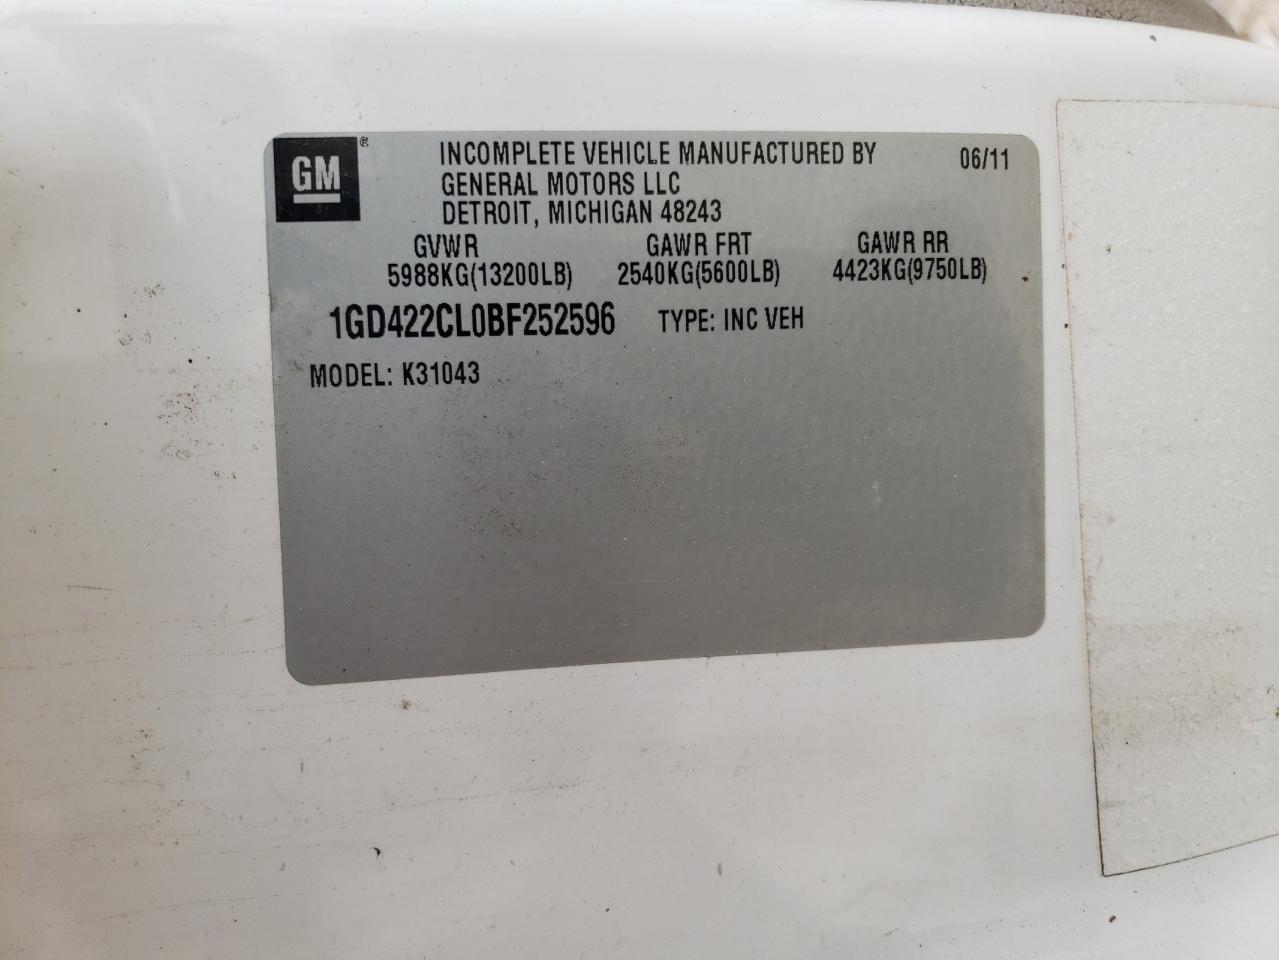 GM®
INCOMPLETE VEHICLE MANUFACTURED BY 06/11
GENERAL MOTORS LLC
DETROIT, MICHIGAN 48243
GVWR GAWR FRT GAWR RR
5988KG(13200LB) 2540KG(5600LB) 4423KG(9750LB)
1GD422CL0BF252596 TYPE: INC VEH
MODEL: K31043